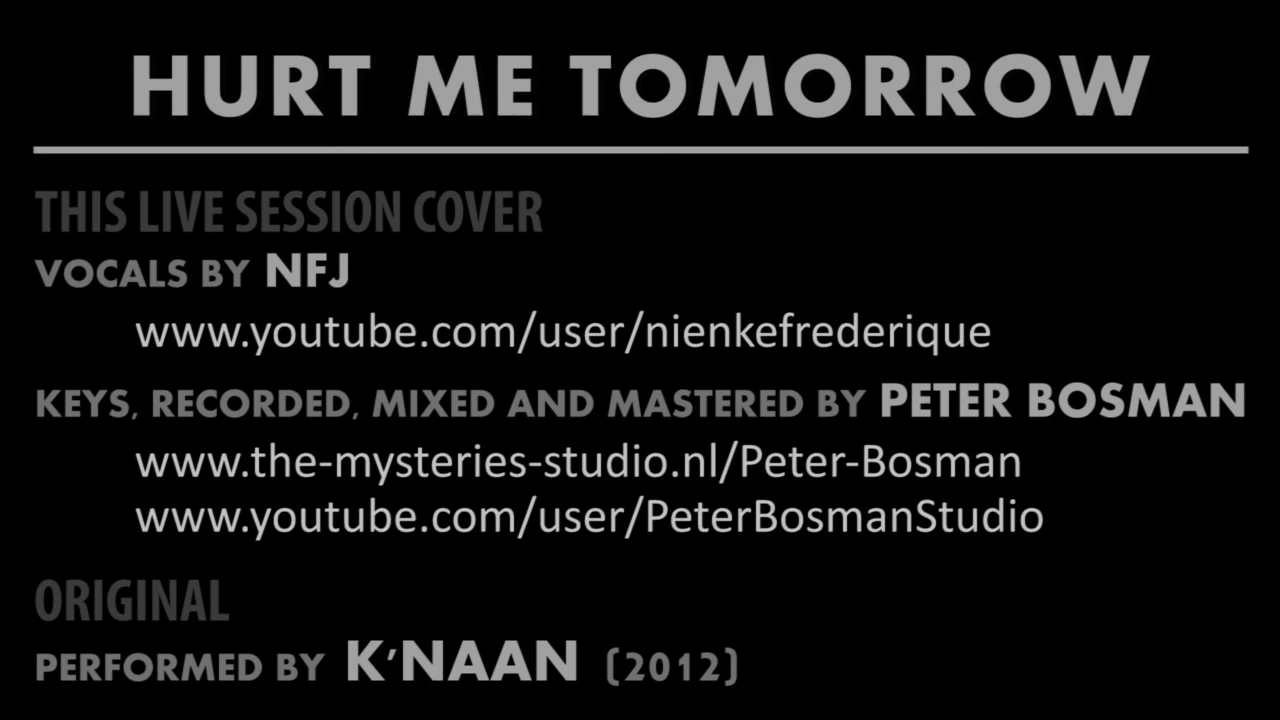 HURT ME TOMORROW
THIS LIVE SESSION COVER
VOCALS BY NFJ
www.youtube.com/user/nienkefrederique
KEYS, RECORDED, MIXED AND MASTERED BY PETER BOSMAN
www.the-mysteries-studio.nl/Peter-Bosman
www.youtube.com/user/PeterBosmanStudio
ORIGINAL
PERFORMED BY K'NAAN (2012)